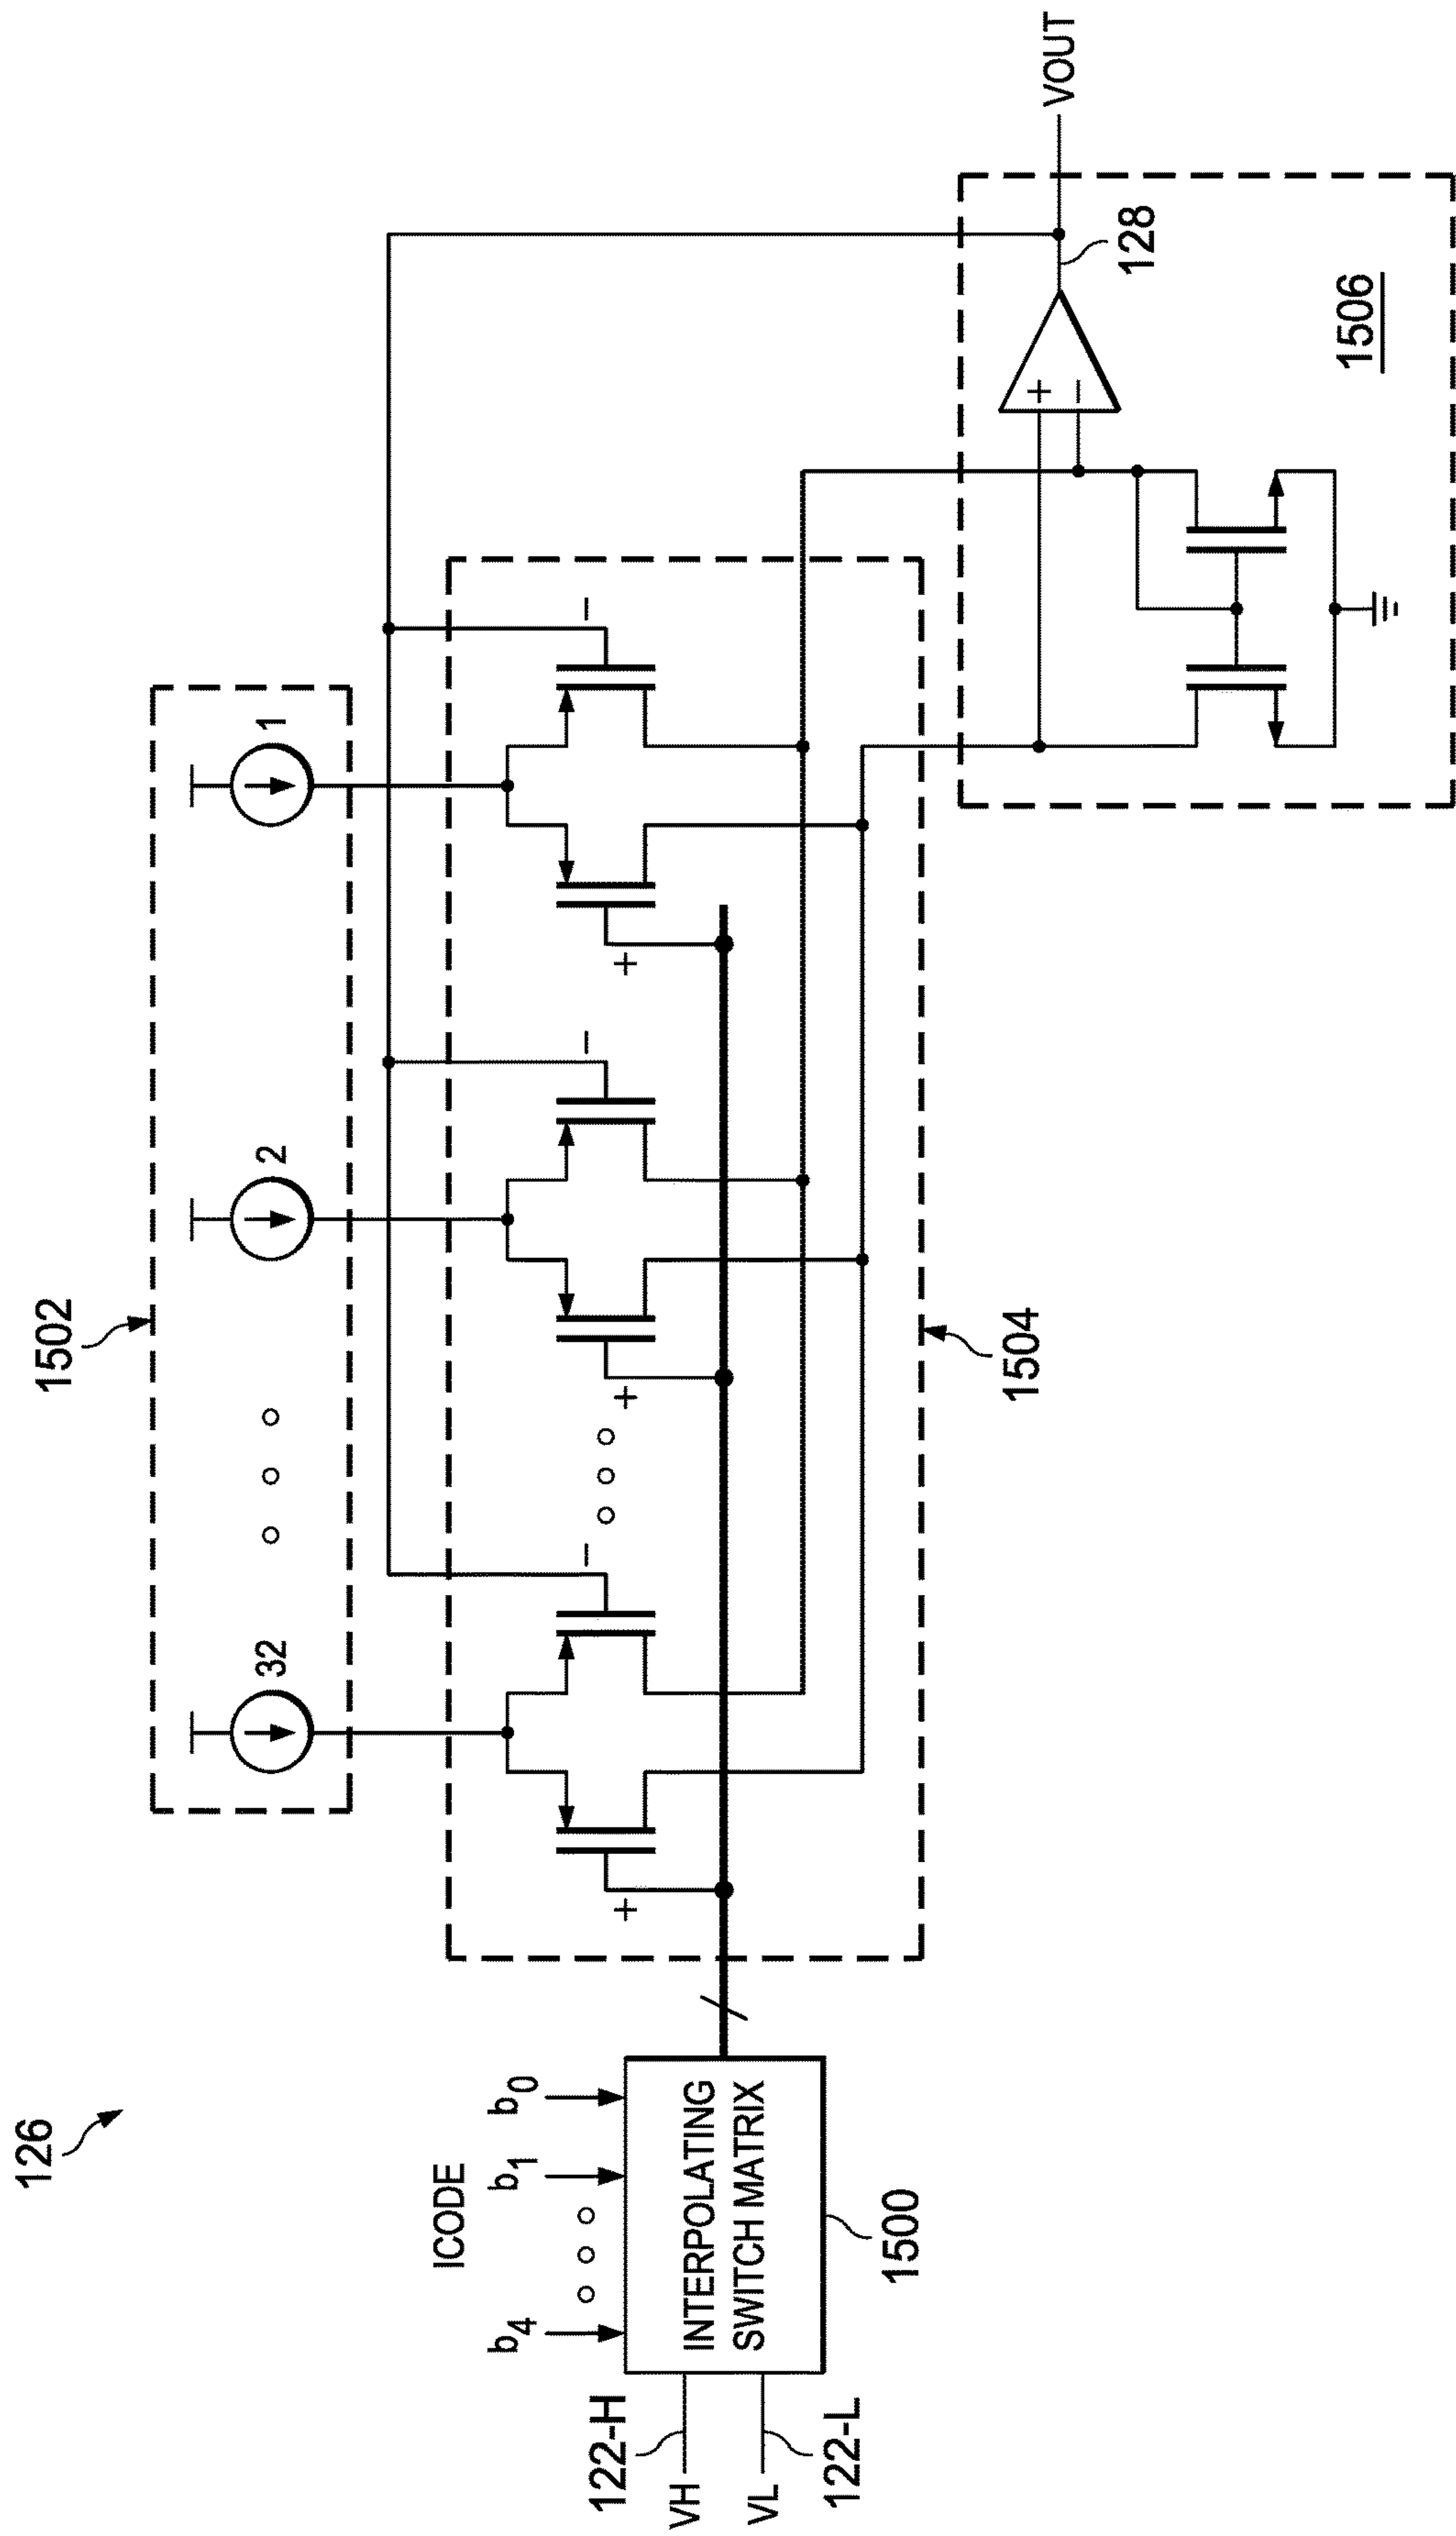 126
1502
32
2
1
ICODE
b4
b1
b0
122-H
VH
VL
122-L
INTERPOLATING
SWITCH MATRIX
1500
+
−
+
−
+
−
1504
+
−
128
VOUT
1506